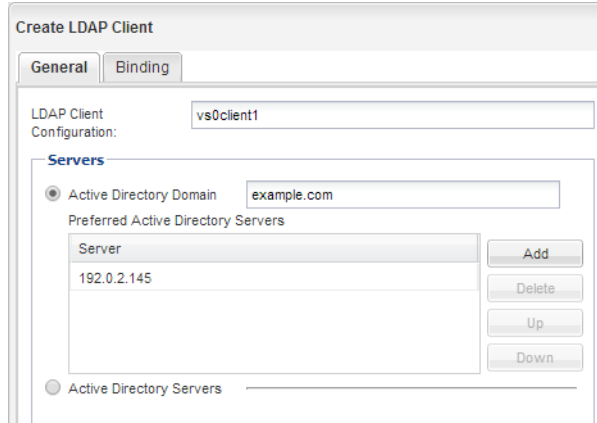 Create LDAP Client
General Binding
LDAP Client
Configuration:
vs0client1
Servers
Active Directory Domain example.com
Preferred Active Directory Servers
Server
Add
192.0.2.145
Delete
Up
Down
Active Directory Servers